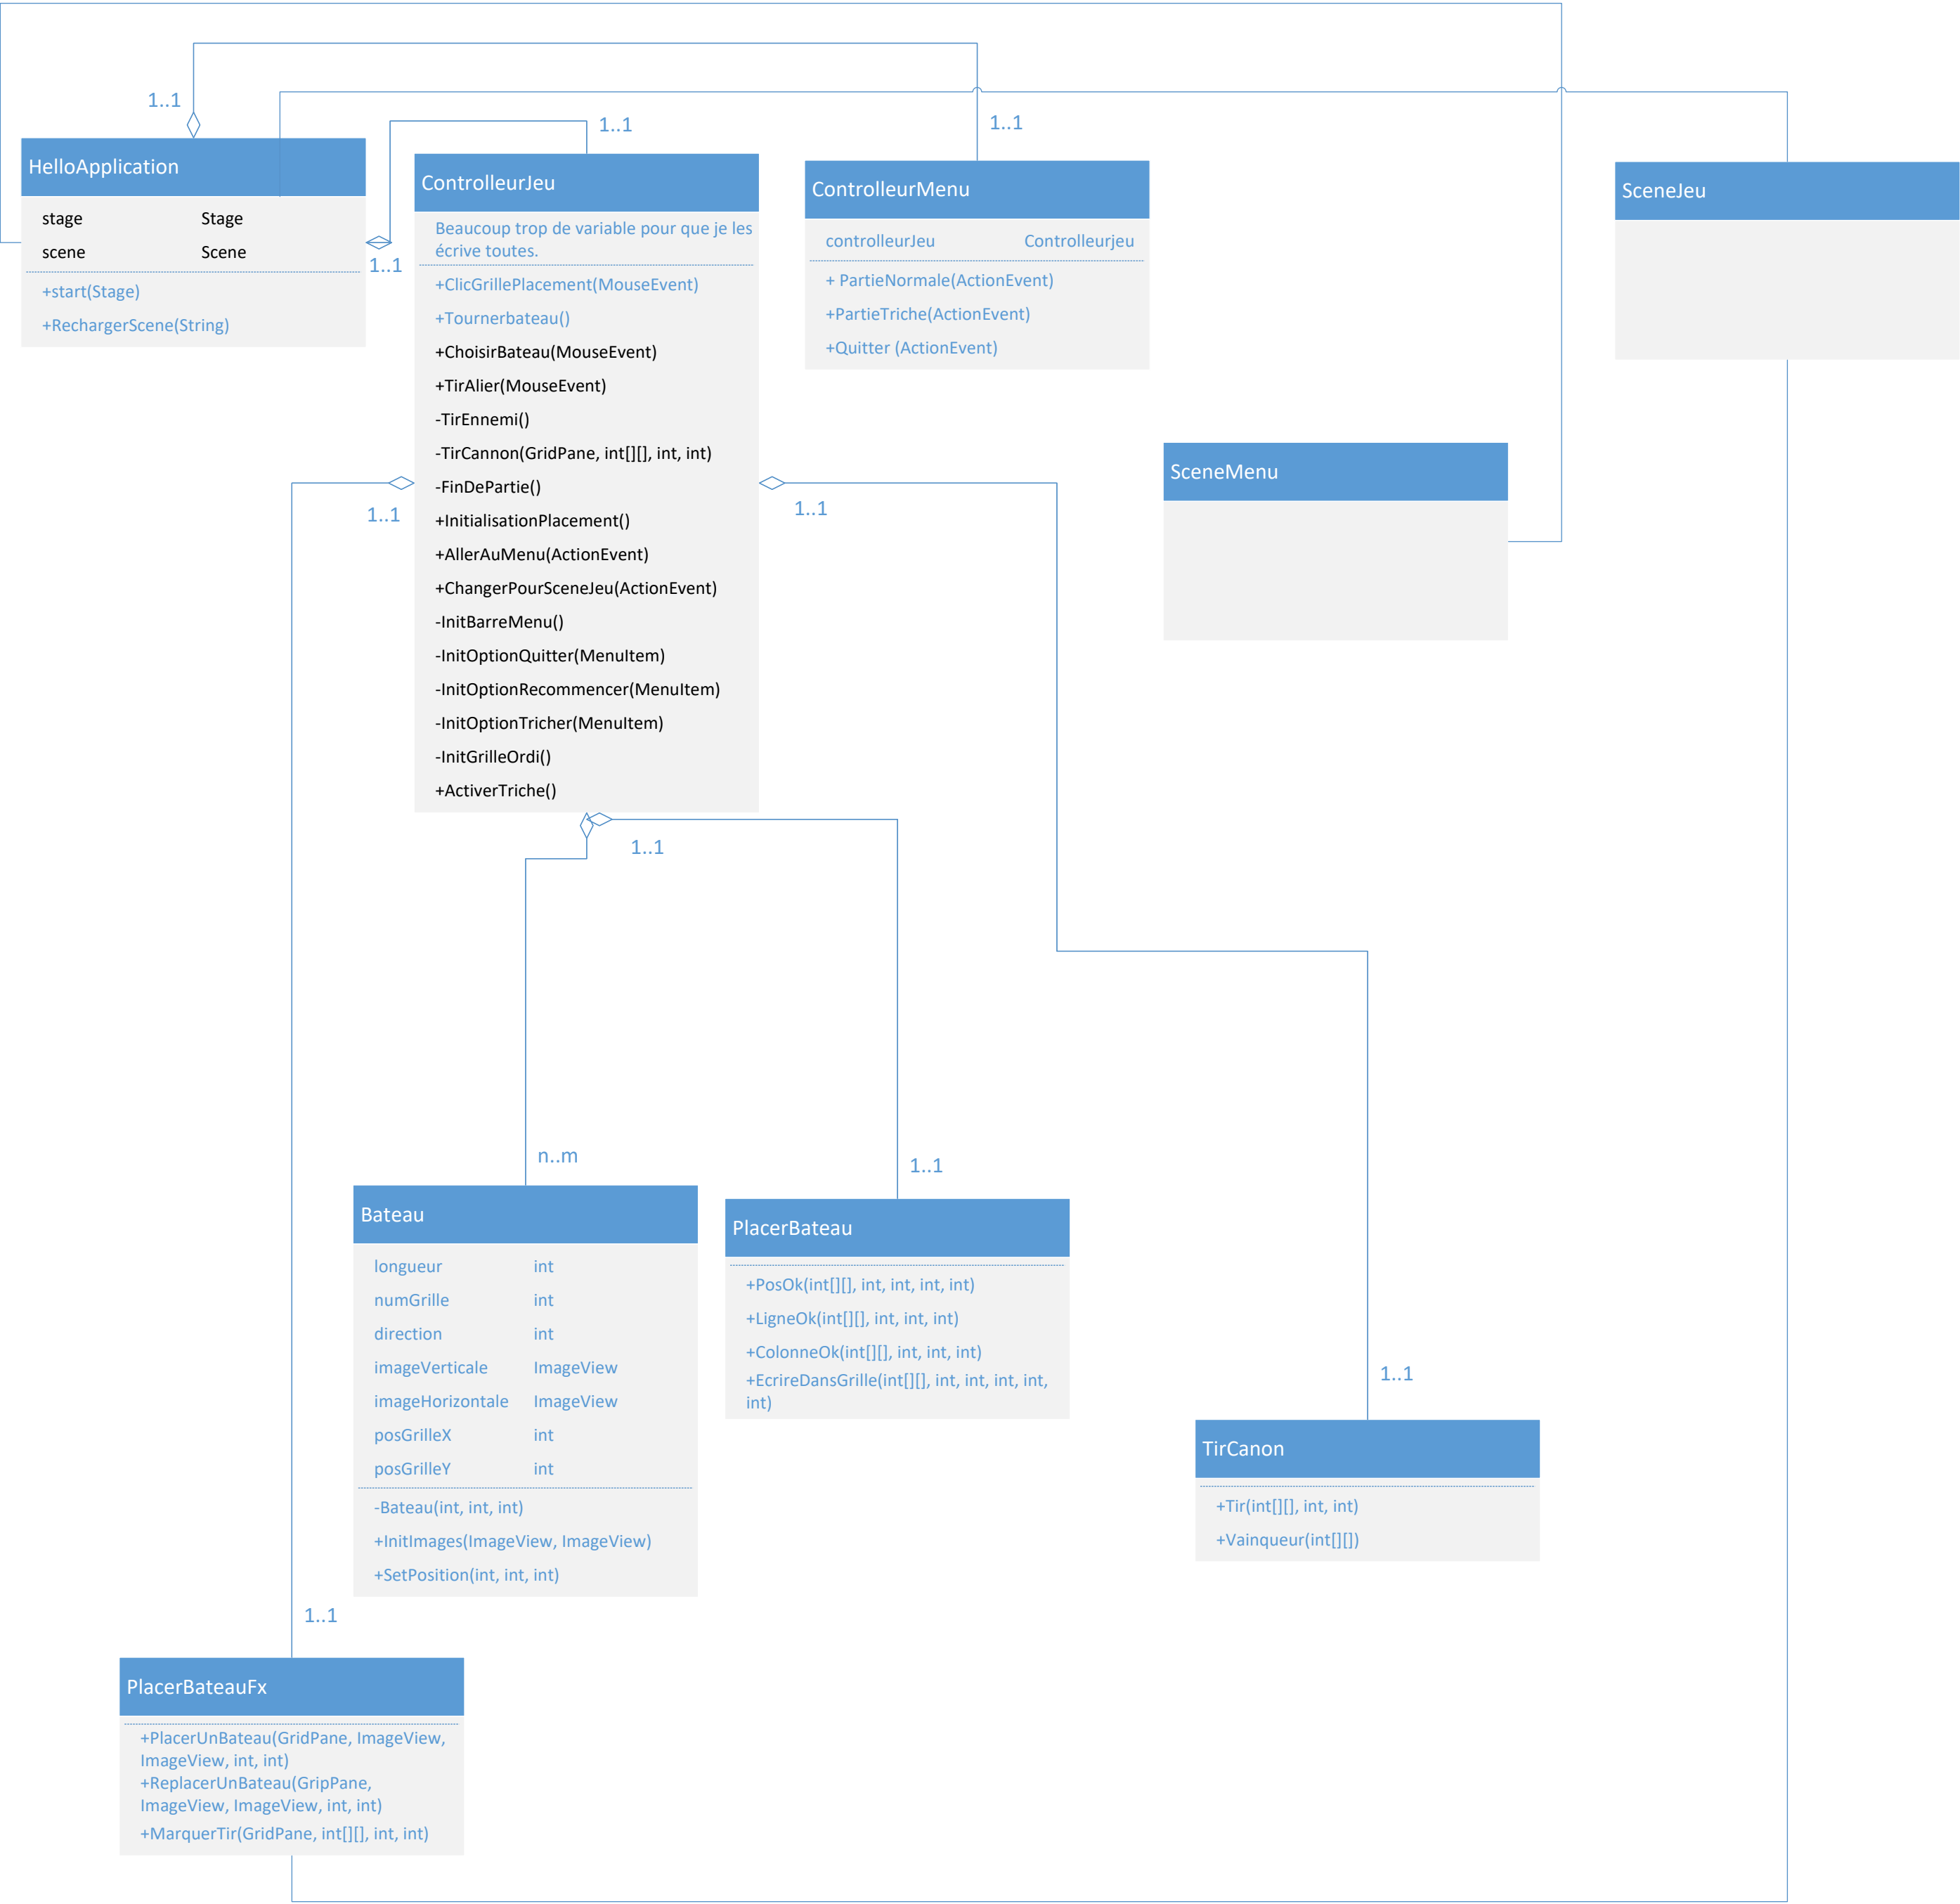 1..1
1..1
1..1
HelloApplication
stage Stage
scene Scene
+start(Stage)
+RechargerScene(String)
1..1
ControlleurJeu
Beaucoup trop de variable pour que je les
écrive toutes.
+ClicGrillePlacement(MouseEvent)
+Tournerbateau()
+ChoisirBateau(MouseEvent)
+TirAlier(MouseEvent)
-TirEnnemi()
-TirCannon(GridPane, int[][], int, int)
-FinDePartie()
+InitialisationPlacement()
+AllerAuMenu(ActionEvent)
+ChangerPourSceneJeu(ActionEvent)
-InitBarreMenu()
-InitOptionQuitter(MenuItem)
-InitOptionRecommencer(MenuItem)
-InitOptionTricher(MenuItem)
-InitGrilleOrdi()
+ActiverTriche()
ControlleurMenu
controlleurJeu Controlleurjeu
+ PartieNormale(ActionEvent)
+PartieTriche(ActionEvent)
+Quitter (ActionEvent)
SceneJeu
SceneMenu
1..1
1..1
1..1
n..m
1..1
Bateau
longueur int
numGrille int
direction int
imageVerticale ImageView
imageHorizontale ImageView
posGrilleX int
posGrilleY int
-Bateau(int, int, int)
+InitImages(ImageView, ImageView)
+SetPosition(int, int, int)
PlacerBateau
+PosOk(int[][], int, int, int, int)
+LigneOk(int[][], int, int, int)
+ColonneOk(int[][], int, int, int)
+EcrireDansGrille(int[][], int, int, int, int,
int)
1..1
TirCanon
+Tir(int[][], int, int)
+Vainqueur(int[][])
1..1
PlacerBateauFx
+PlacerUnBateau(GridPane, ImageView,
ImageView, int, int)
+ReplacerUnBateau(GripPane,
ImageView, ImageView, int, int)
+MarquerTir(GridPane, int[][], int, int)